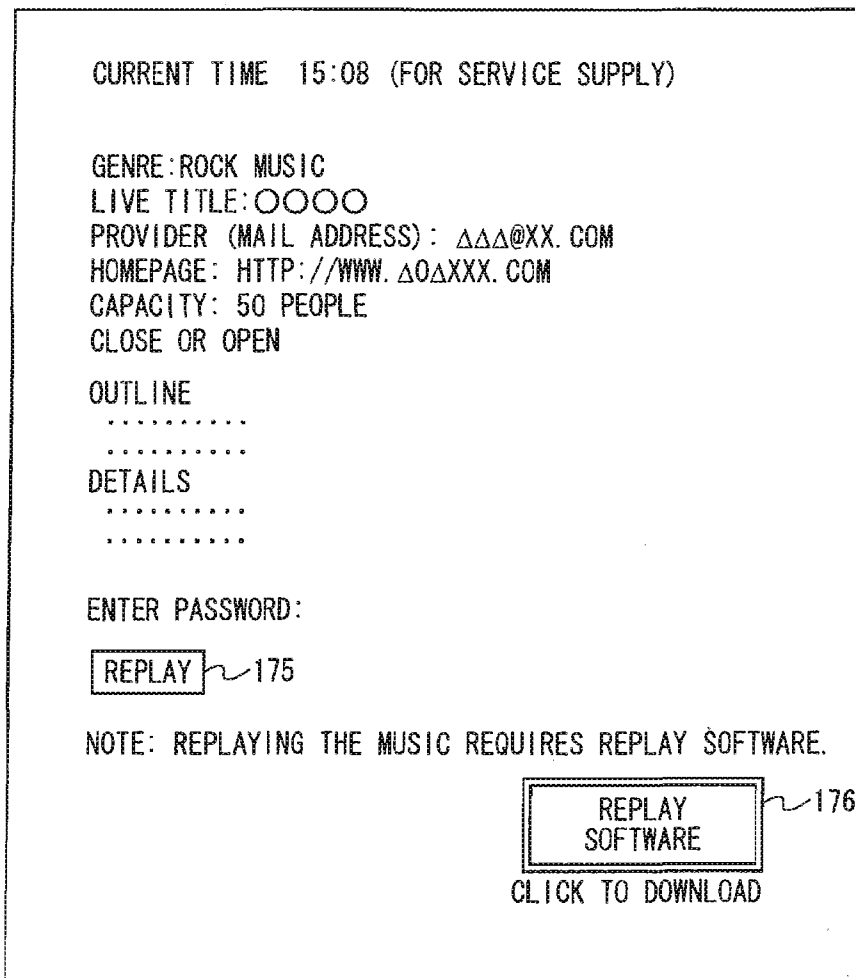 CURRENT TIME 15:08 (FOR SERVICE SUPPLY)
GENRE:ROCK MUSIC
LIVE TITLE:○○○○
PROVIDER (MAIL ADDRESS): △△△@XX.COM
HOMEPAGE: HTTP://WWW.△O△XXX.COM
CAPACITY: 50 PEOPLE
CLOSE OR OPEN
OUTLINE
..........
..........
DETAILS
..........
..........
ENTER PASSWORD:
REPLAY 175
NOTE: REPLAYING THE MUSIC REQUIRES REPLAY SOFTWARE.
REPLAY 176
SOFTWARE
CLICK TO DOWNLOAD